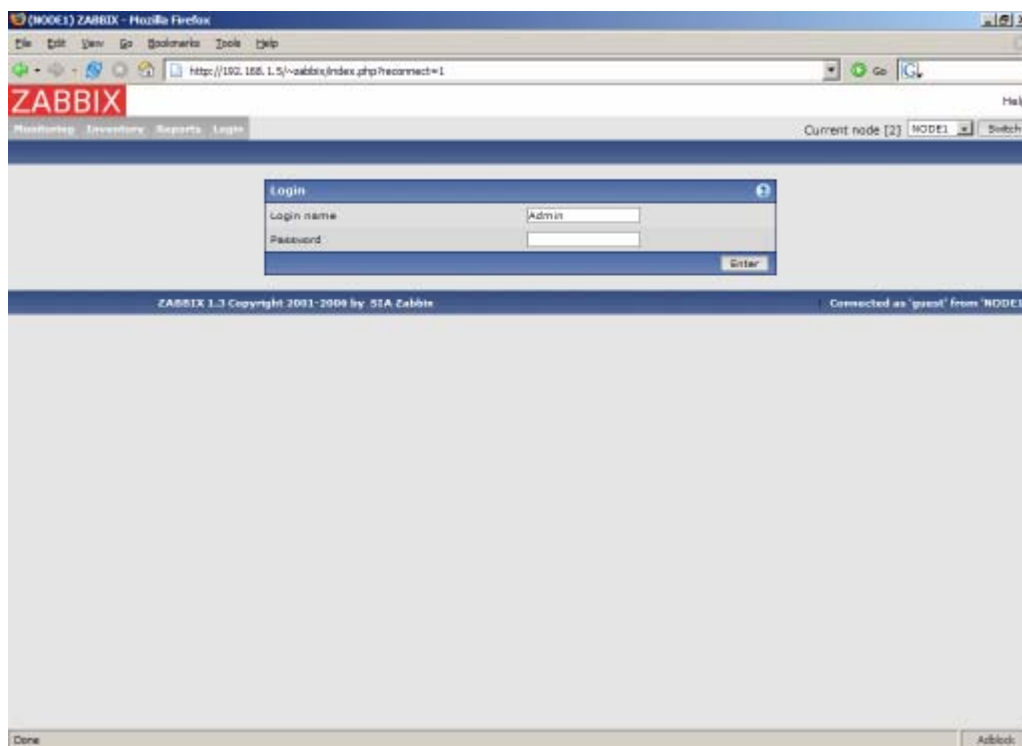 (NODE1) ZABBIX - Mozilla Firefox
File Edit View Go Bookmarks Tools Help
http://192.168.1.5/~zabbix/index.php?reconnect=1 Go
ZABBIX
Help
Monitoring Inventory Reports Login
Current node [2] NODE1 Switch
Login
Login name Admin
Password
Enter
ZABBIX 1.3 Copyright 2001-2006 by SIA Zabbix
Connected as 'guest' from 'NODE1
Done
Adblock